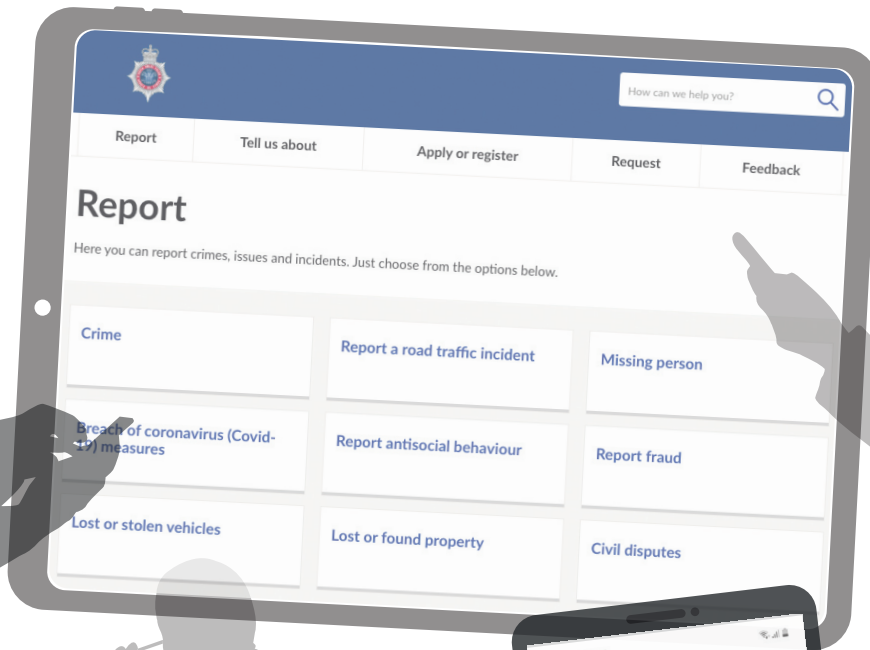 How can we help you?
Report
Tell us about
Apply or register
Request
Feedback
Report
Here you can report crimes, issues and incidents. Just choose from the options below.
Crime
Report a road traffic incident
Missing person
Breach of coronavirus (Covid-
19) measures
Report antisocial behaviour
Report fraud
Lost or stolen vehicles
Lost or found property
Civil disputes